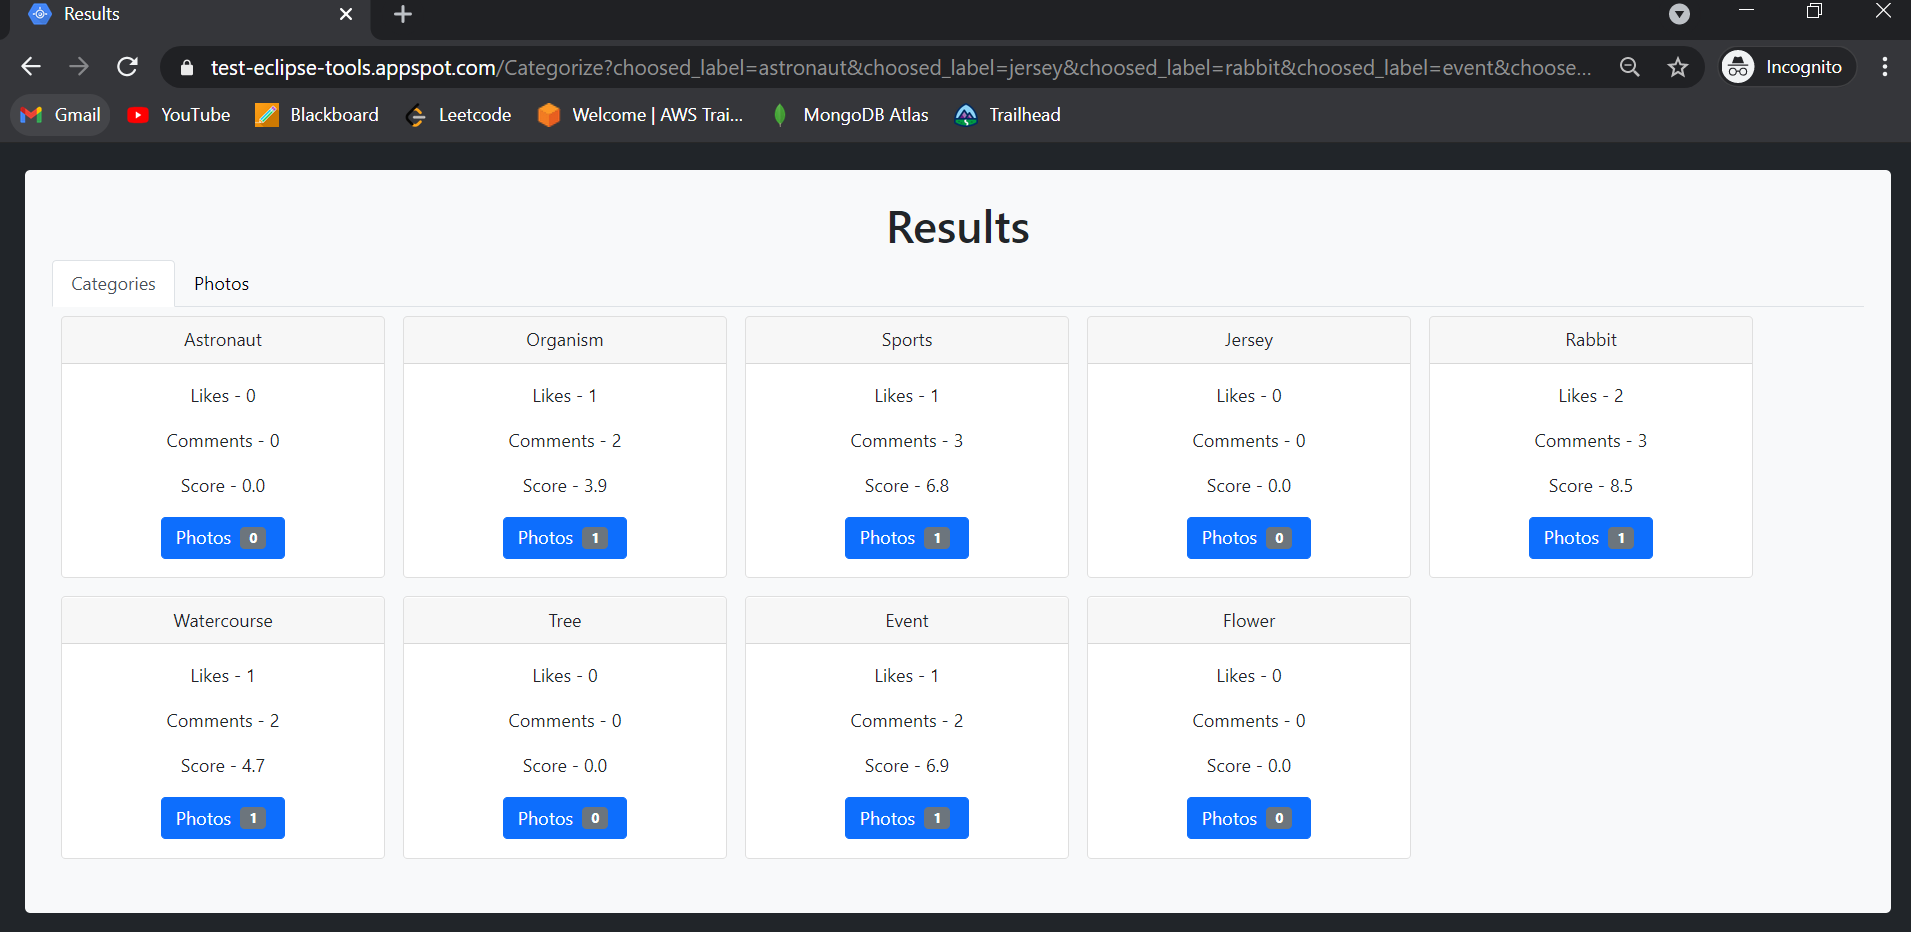 Results
test-eclipse-tools.appspot.com/Categorize?choosed_label=astronaut&choosed_label=jersey&choosed_label=rabbit&choosed_label=event&choose...
Incognito
Gmail YouTube Blackboard Leetcode Welcome | AWS Trai... MongoDB Atlas Trailhead
Results
Categories Photos
Astronaut Organism Sports Jersey Rabbit
Likes - 0 Likes - 1 Likes - 1 Likes - 0 Likes - 2
Comments - 0 Comments - 2 Comments - 3 Comments - 0 Comments - 3
Score - 0.0 Score - 3.9 Score - 6.8 Score - 0.0 Score - 8.5
Photos 0 Photos 1 Photos 1 Photos 0 Photos 1
Watercourse Tree Event Flower
Likes - 1 Likes - 0 Likes - 1 Likes - 0
Comments - 2 Comments - 0 Comments - 2 Comments - 0
Score - 4.7 Score - 0.0 Score - 6.9 Score - 0.0
Photos 1 Photos 0 Photos 1 Photos 0